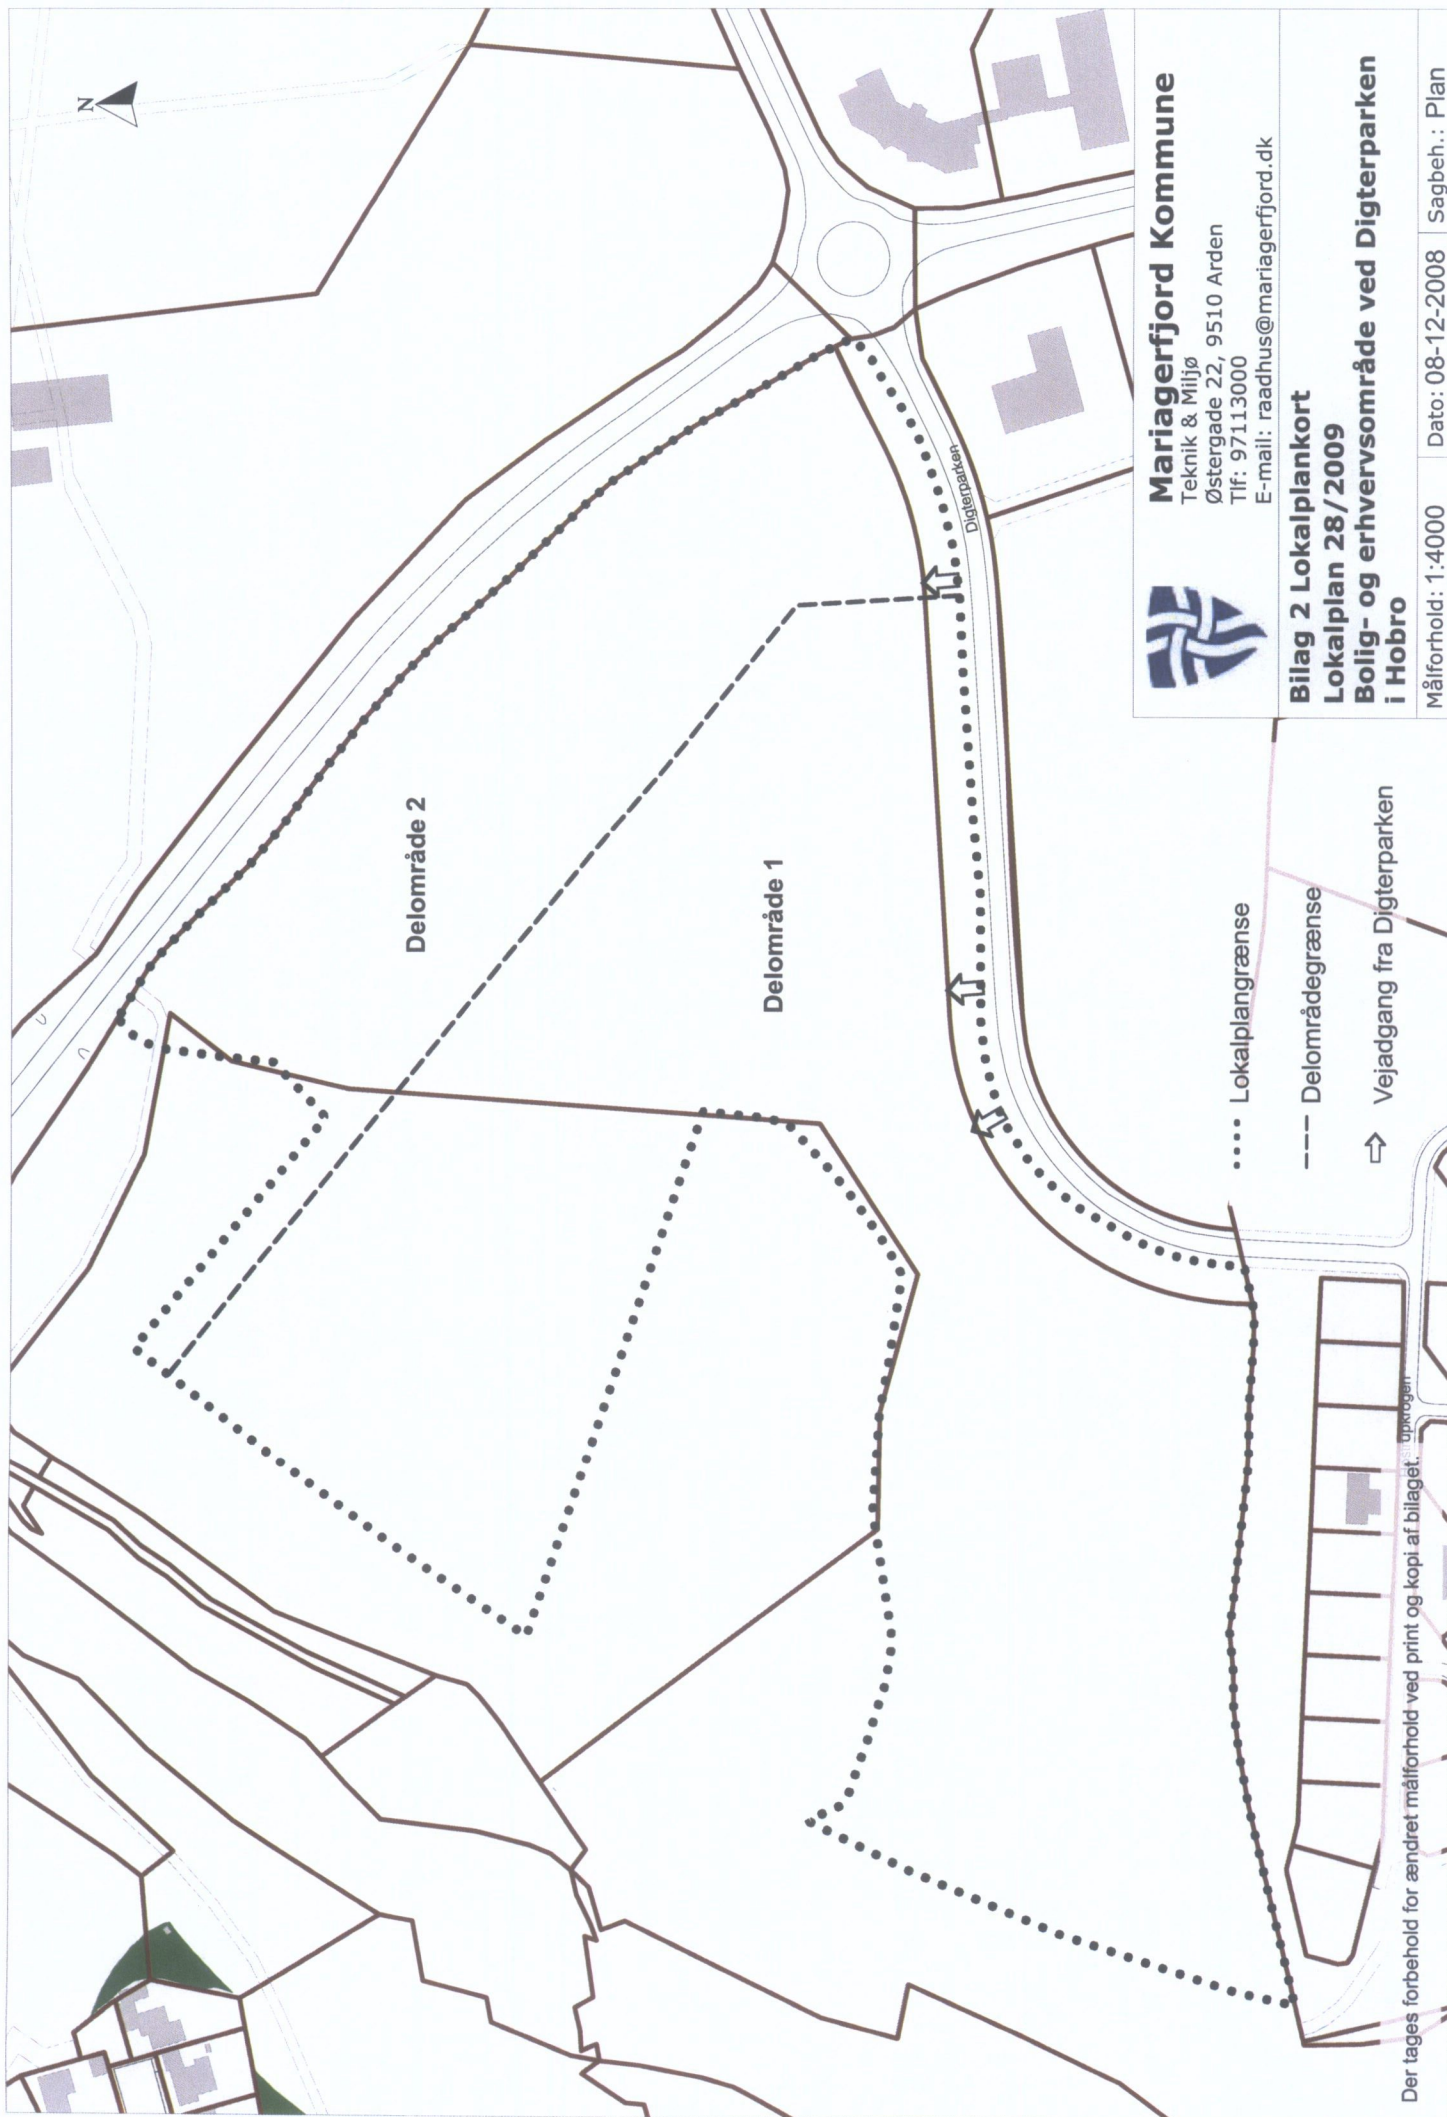 N
Delområde 2
Delområde 1
Digterparken
Lokalplangrænse
Delområdegrænse
Vejadgang fra Digterparken
Mariagerfjord Kommune
Teknik & Miljø
Østergade 22, 9510 Arden
Tlf: 97113000
E-mail: raadhus@mariagerfjord.dk
Bilag 2 Lokalplankort
Lokalplan 28/2009
Bolig- og erhvervsområde ved Digterparken
i Hobro
Målforhold: 1:4000
Dato: 08-12-2008
Sagbeh.: Plan
Der tages forbehold for ændret målforhold ved print og kopi af bilaget.